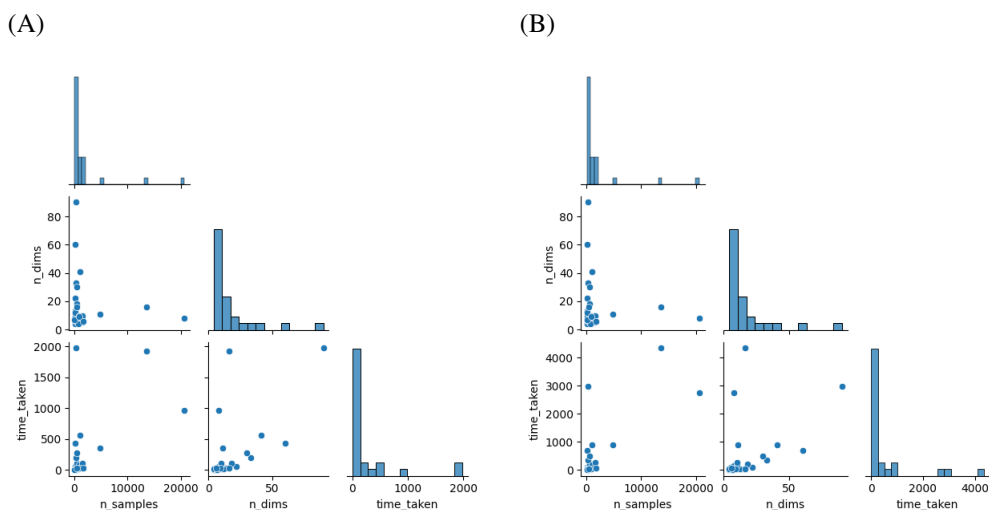 (A)
(B)
80
60
40
20
0
n_dims
80
60
40
20
0
n_dims
2000
1500
1000
500
0
time_taken
4000
3000
2000
1000
0
time_taken
0 10000 20000
50
0 1000 2000
0 10000 20000
50
0 2000 4000
n_samples
n_dims
time_taken
n_samples
n_dims
time_taken